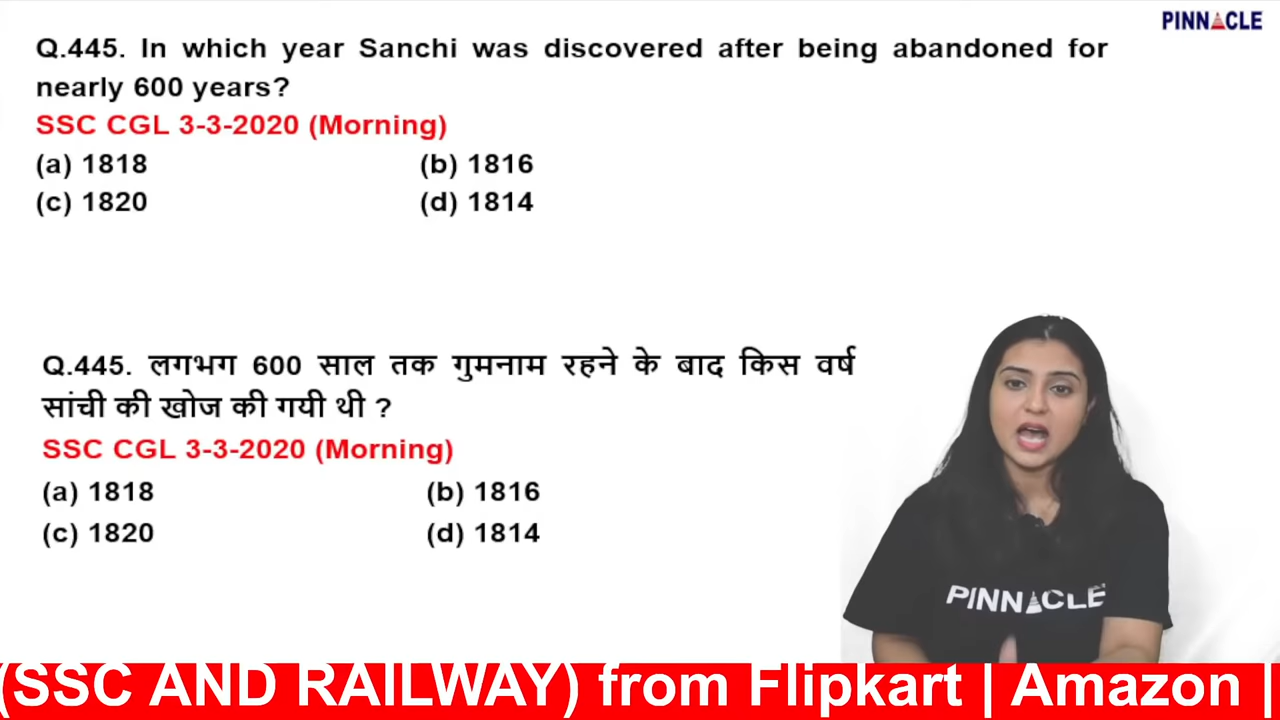 PINNACLE
Q.445. In which year Sanchi was discovered after being abandoned for
nearly 600 years?
SSC CGL 3-3-2020 (Morning)
(a) 1818 (b) 1816
(c) 1820 (d) 1814
Q.445. लगभग 600 साल तक गुमनाम रहने के बाद किस वर्ष
सांची की खोज की गयी थी ?
SSC CGL 3-3-2020 (Morning)
(a) 1818 (b) 1816
(c) 1820 (d) 1814
PINNACLE
(SSC AND RAILWAY) from Flipkart | Amazon |